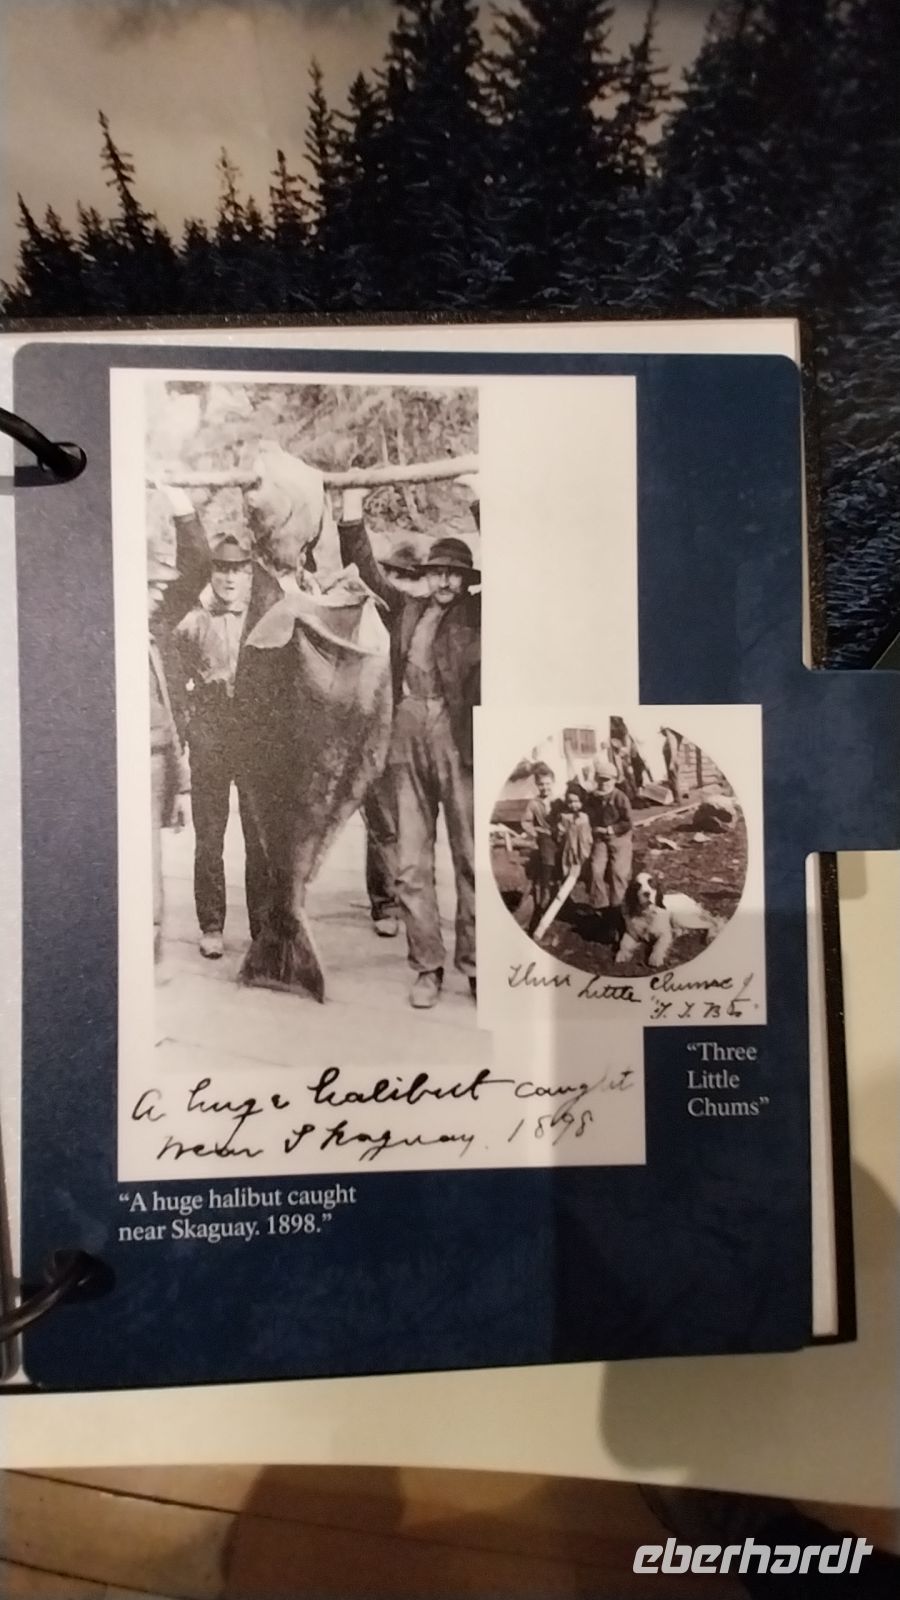 A huge halibut caught
near Skaguay. 1898
"A huge halibut caught
near Skaguay. 1898."
Three Little Chums
"Three
Little
Chums"
eberhardt